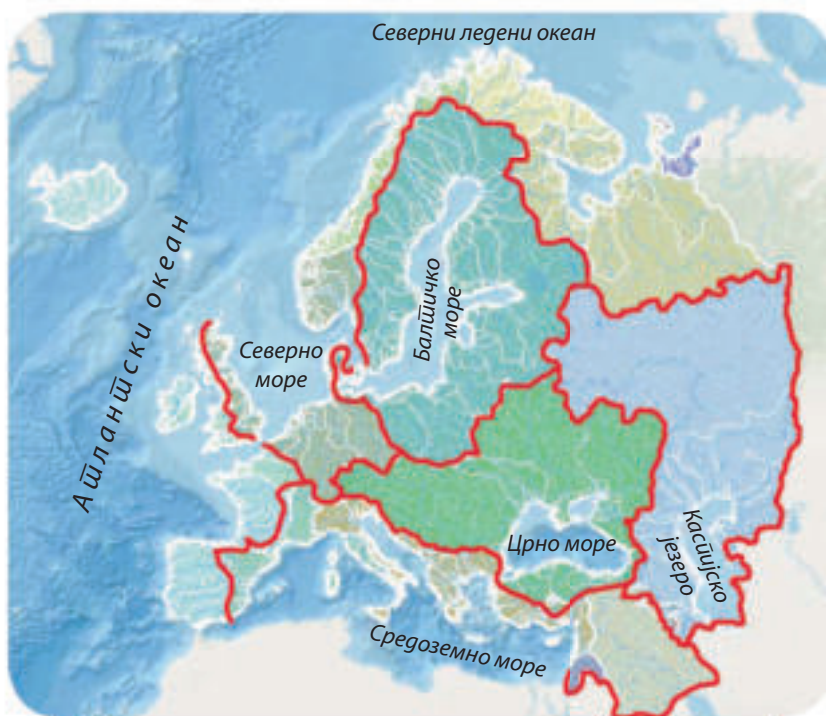 Северни ледени океан
Атлантски океан
Балтичко
море
Северно
море
Црно море
Каспијско
језеро
Средоземно море